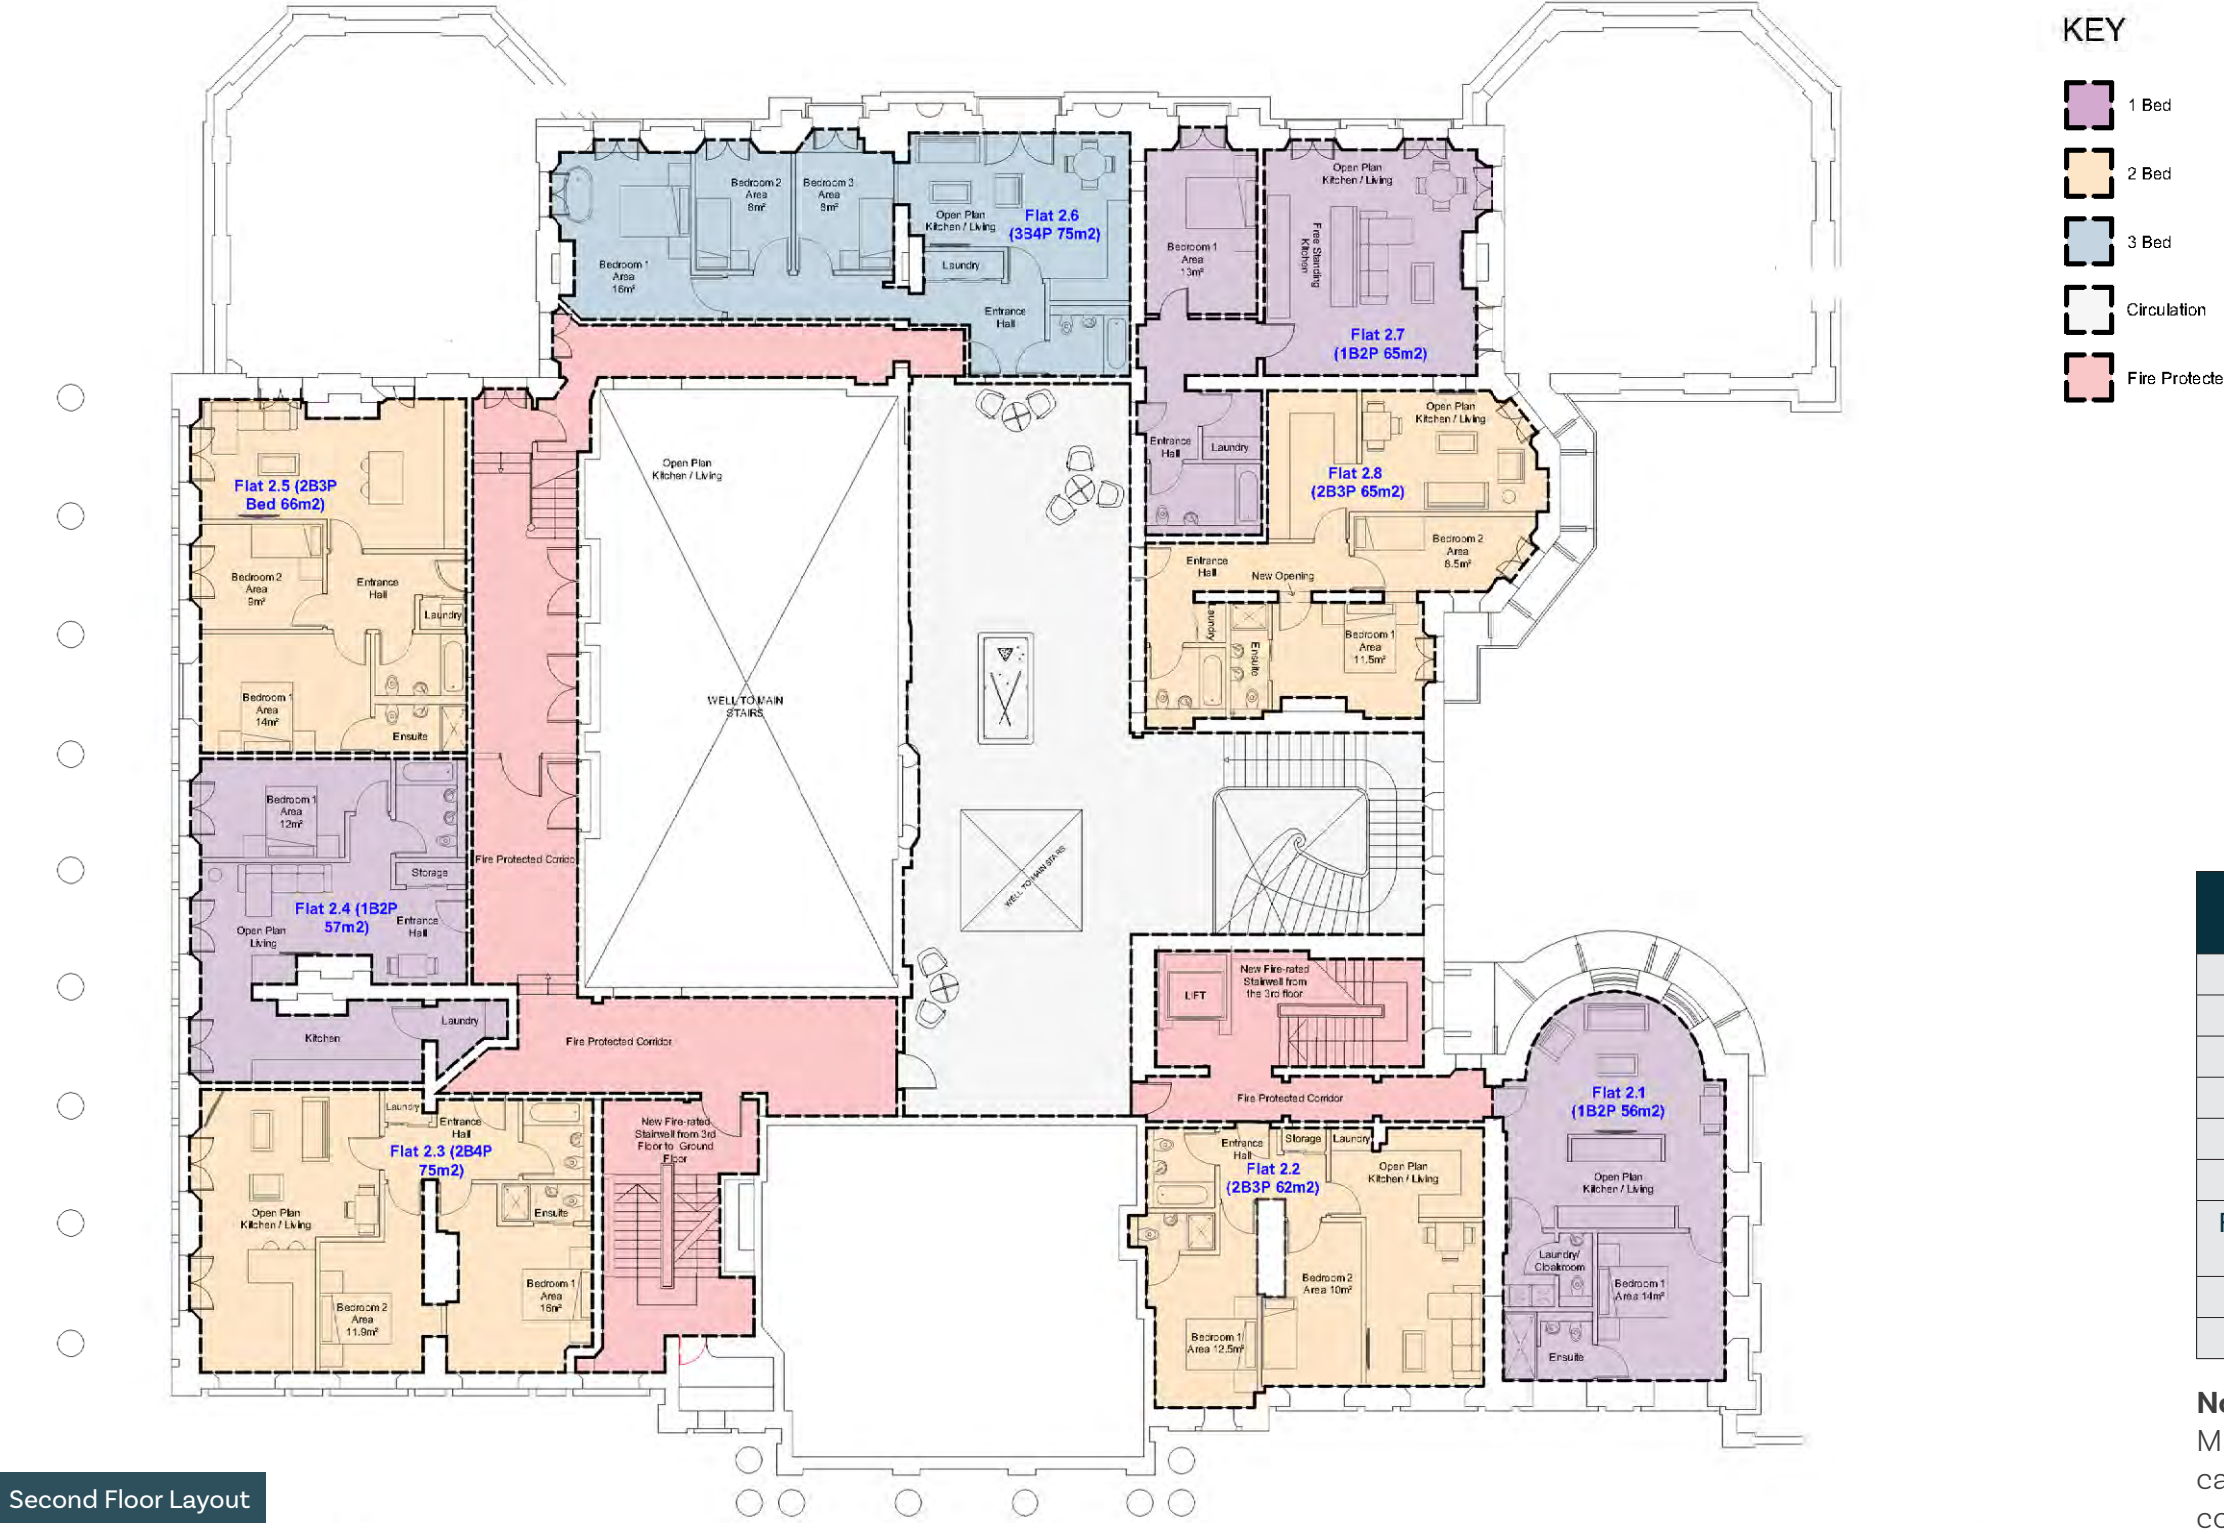 KEY
1 Bed
2 Bed
3 Bed
Circulation
Fire Protecte
Bedroom 1
Area
16m²
Bedroom 2
Area
8m²
Bedroom 3
Area
8m²
Open Plan
Kitchen / Living
Flat 2.6
(3B4P 75m2)
Laundry
Entrance
Hall
Bedroom 1
Area
13m²
Open Plan
Kitchen / Living
Free Standing
Kitchen
Flat 2.7
(1B2P 65m2)
Entrance
Hall
Laundry
Open Plan
Kitchen / Living
Flat 2.8
(2B3P 65m2)
Bedroom 2
Area
8.5m²
Entrance
Hall
New Opening
Laundry
Ensuite
Bedroom 1
Area
11.5m²
Flat 2.5 (2B3P
Bed 66m2)
Bedroom 2
Area
9m²
Entrance
Hall
Laundry
Bedroom 1
Area
14m²
Ensuite
Open Plan
Kitchen / Living
WELL TO MAIN
STAIRS
WELL TO MAIN STAIRS
Bedroom 1
Area
12m²
Storage
Flat 2.4 (1B2P
57m2)
Entrance
Hall
Open Plan
Living
Kitchen
Laundry
Fire Protected Corrido
Fire Protected Corridor
New Fire-rated
Stairwell from
the 3rd floor
LIFT
Fire Protected Corridor
Flat 2.1
(1B2P 56m2)
Open Plan
Kitchen / Living
Laundry/
Cloakroom
Bedroom 1
Area 14m²
Ensuite
Laundry
Entrance
Hall
Flat 2.3 (2B4P
75m2)
Open Plan
Kitchen / Living
Ensuite
Bedroom 2
Area
11.9m²
Bedroom 1
Area
16m²
New Fire-rated
Stairwell from 3rd
Floor to Ground
Floor
Entrance
Hall
Storage
Laundry
Flat 2.2
(2B3P 62m2)
Open Plan
Kitchen / Living
Bedroom 2
Area 10m²
Bedroom 1
Area 12.5m²
Second Floor Layout
No
M
ca
co